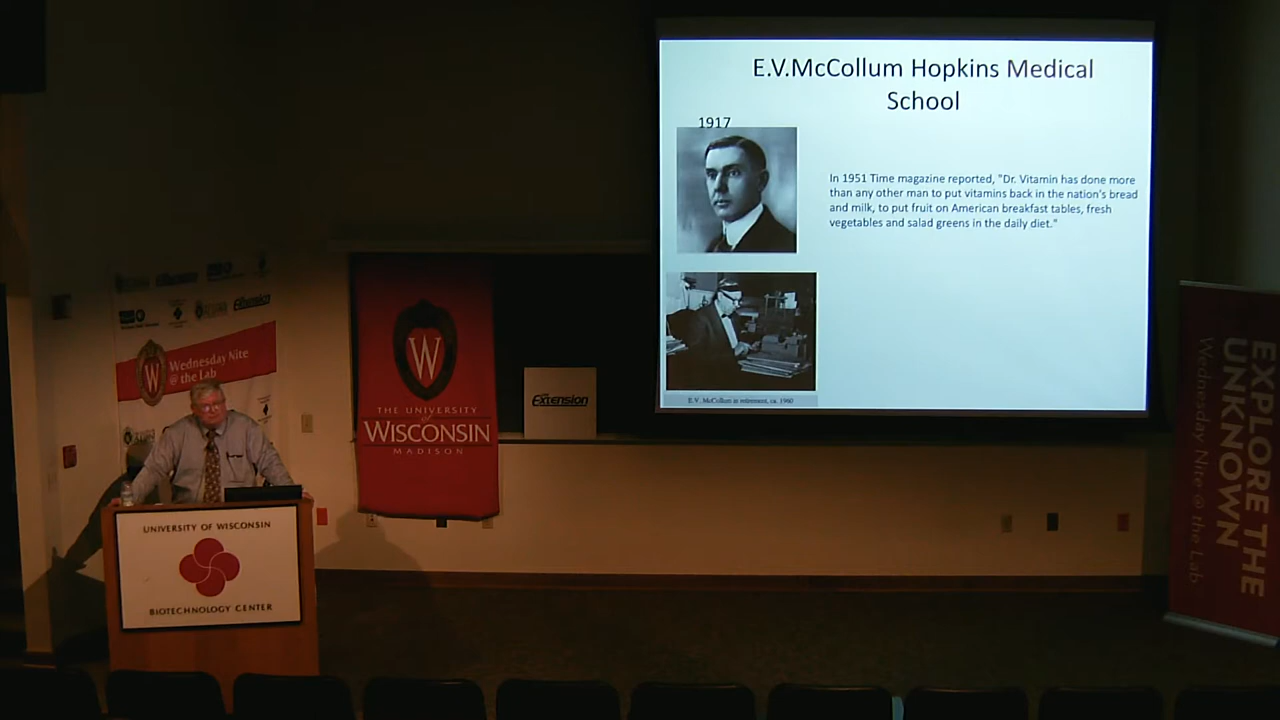 E.V.McCollum Hopkins Medical
School
1917
In 1951 Time magazine reported, "Dr. Vitamin has done more
than any other man to put vitamins back in the nation's bread
and milk, to put fruit on American breakfast tables, fresh
vegetables and salad greens in the daily diet."
E.V. McCollum in retirement, ca. 1960
Wednesday Nite
@ the Lab
W
W
THE UNIVERSITY
of
WISCONSIN
MADISON
Extension
Extension
UNIVERSITY OF WISCONSIN
BIOTECHNOLOGY CENTER
EXPLORE THE
UNKNOWN
Wednesday Nite @ the Lab